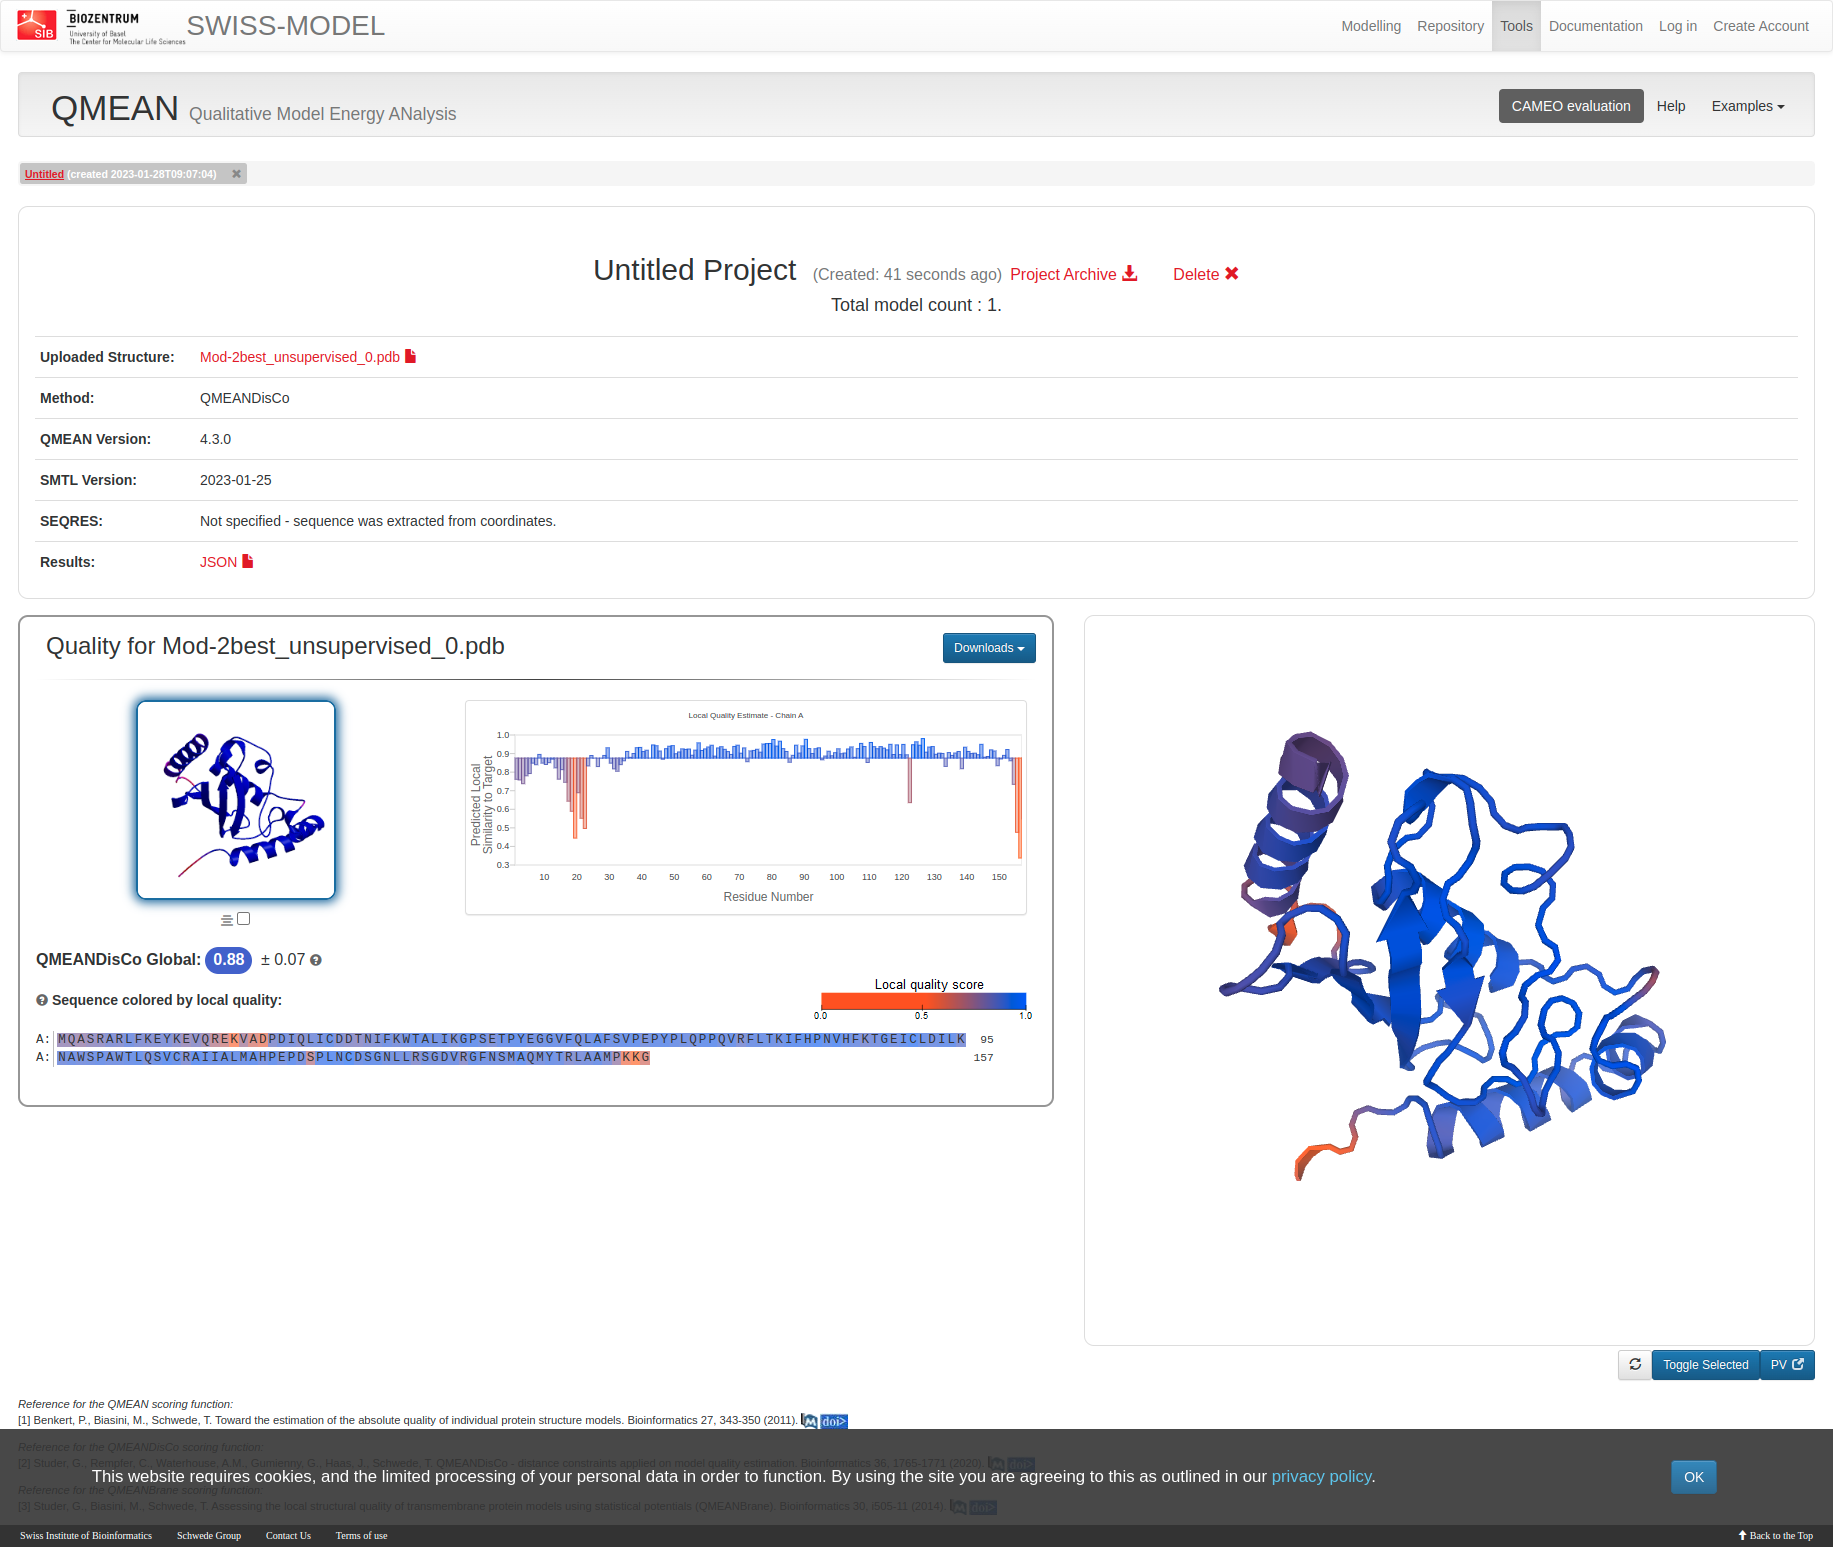 SIB
BIOZENTRUM
University of Basel
The Center for Molecular Life Sciences
SWISS-MODEL
Modelling Repository Tools Documentation Log in Create Account
QMEAN Qualitative Model Energy ANalysis
CAMEO evaluation Help Examples
Untitled (created 2023-01-28T09:07:04)
Untitled Project (Created: 41 seconds ago) Project Archive Delete
Total model count : 1.
Uploaded Structure: Mod-2best_unsupervised_0.pdb
Method: QMEANDisCo
QMEAN Version: 4.3.0
SMTL Version: 2023-01-25
SEQRES: Not specified - sequence was extracted from coordinates.
Results: JSON
Quality for Mod-2best_unsupervised_0.pdb
Downloads
Local Quality Estimate - Chain A
Predicted Local
Similarity to Target
1.0
0.9
0.8
0.7
0.6
0.5
0.4
0.3
10 20 30 40 50 60 70 80 90 100 110 120 130 140 150
Residue Number
QMEANDisCo Global: 0.88 ± 0.07
Sequence colored by local quality:
Local quality score
0.0 0.5 1.0
A: MQASRARLFKEYKEVQREKVADPDIQLICDDTNIFKWTALIKGPSETPYEGGVFQLAFSVPEPYPLQPPQVRFLTKIFHPNVHFKTGEICLDILK 95
A: NAWSPAWTLQSVCRAIIALMAHPEPDSPLNCDSGNLLRSGDVRGFNSMAQMYTRLAAMPKKG 157
Toggle Selected PV
Reference for the QMEAN scoring function:
[1] Benkert, P., Biasini, M., Schwede, T. Toward the estimation of the absolute quality of individual protein structure models. Bioinformatics 27, 343-350 (2011). doi>
Reference for the QMEANDisCo scoring function:
[2] Studer, G., Rempfer, C., Waterhouse, A.M., Gumienny, G., Haas, J., Schwede, T. QMEANDisCo - distance constraints applied on model quality estimation. Bioinformatics 36, 1765-1771 (2020). doi>
This website requires cookies, and the limited processing of your personal data in order to function. By using the site you are agreeing to this as outlined in our privacy policy.
OK
Reference for the QMEANBrane scoring function:
[3] Studer, G., Biasini, M., Schwede, T. Assessing the local structural quality of transmembrane protein models using statistical potentials (QMEANBrane). Bioinformatics 30, i505-11 (2014). doi>
Swiss Institute of Bioinformatics Schwede Group Contact Us Terms of use
Back to the Top